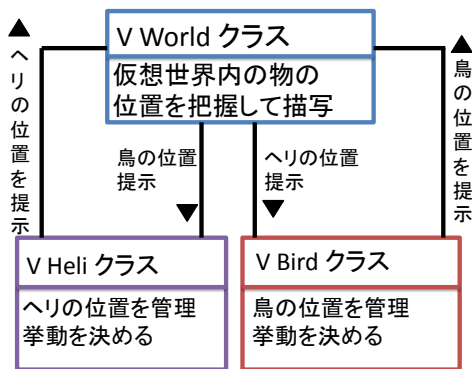 V World クラス
仮想世界内の物の
位置を把握して描写
▲ヘリの位置を提示
鳥の位置
提示
▼
ヘリの位置
提示
▼
▲鳥の位置を提示
V Heli クラス
ヘリの位置を管理
挙動を決める
V Bird クラス
鳥の位置を管理
挙動を決める